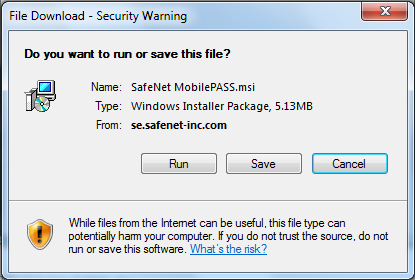 File Download - Security Warning
Do you want to run or save this file?
Name: SafeNet MobilePASS.msi
Type: Windows Installer Package, 5.13MB
From: se.safenet-inc.com
Run Save Cancel
While files from the Internet can be useful, this file type can
potentially harm your computer. If you do not trust the source, do not
run or save this software. What's the risk?